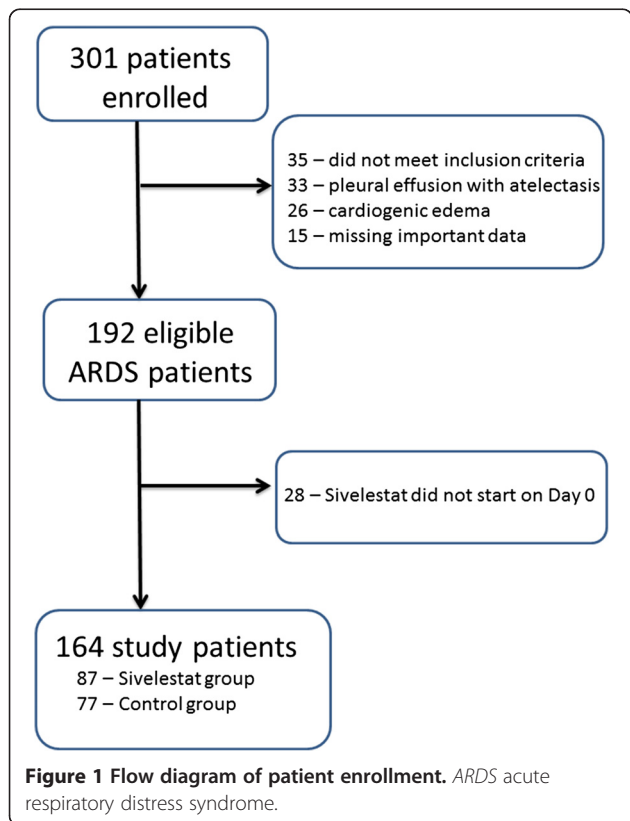 301 patients
enrolled
35 – did not meet inclusion criteria
33 – pleural effusion with atelectasis
26 – cardiogenic edema
15 – missing important data
192 eligible
ARDS patients
28 – Sivelestat did not start on Day 0
164 study patients
87 – Sivelestat group
77 – Control group
Figure 1 Flow diagram of patient enrollment. ARDS acute
respiratory distress syndrome.